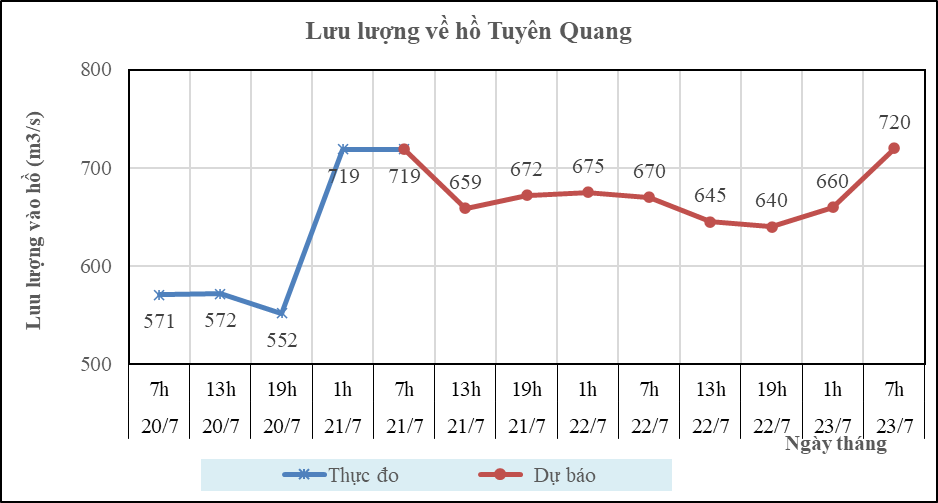 Lưu lượng về hồ Tuyên Quang
Lưu lượng vào hồ (m3/s)
800
700
600
500
571 572 552 719 719 659 672 675 670 645 640 660 720
7h 13h 19h 1h 7h 13h 19h 1h 7h 13h 19h 1h 7h
20/7 20/7 20/7 21/7 21/7 21/7 21/7 22/7 22/7 22/7 22/7 23/7 23/7
Ngày tháng
Thực đo Dự báo